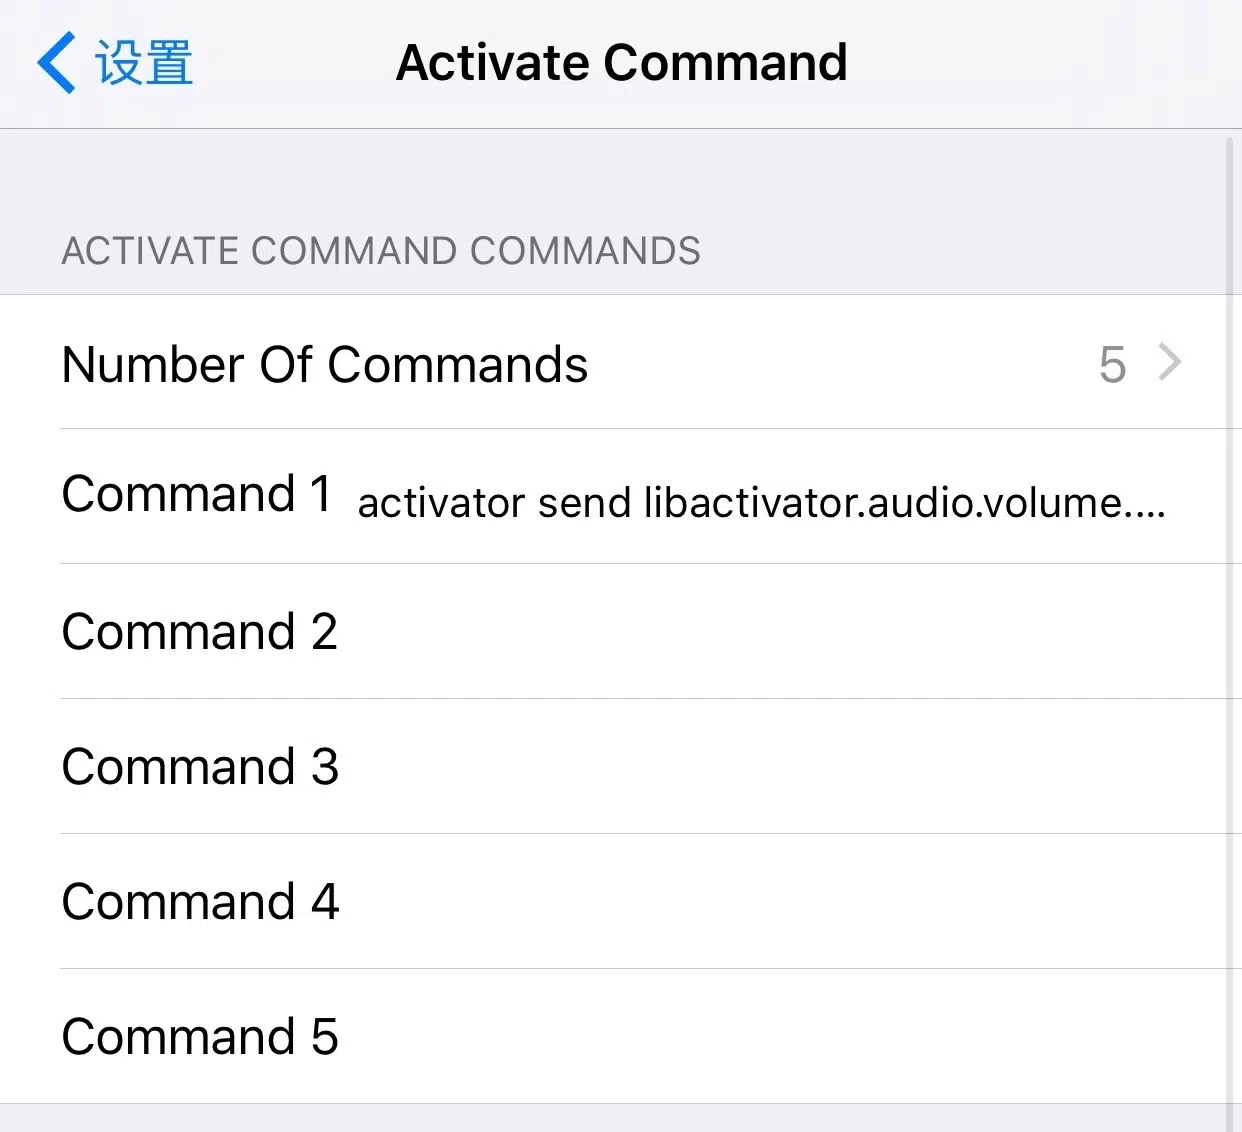 设置
Activate Command
ACTIVATE COMMAND COMMANDS
Number Of Commands 5
Command 1 activator send libactivator.audio.volume....
Command 2
Command 3
Command 4
Command 5